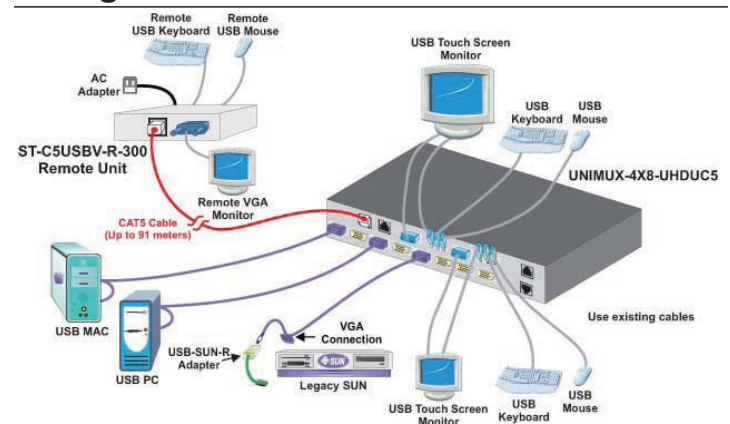 Remote
USB Keyboard
Remote
USB Mouse
AC
Adapter
USB Touch Screen
Monitor
USB
Keyboard
USB
Mouse
ST-C5USBV-R-300
Remote Unit
UNIMUX-4X8-UHDUC5
Remote VGA
Monitor
CAT5 Cable
(Up to 91 meters)
USB MAC
USB PC
USB-SUN-R
Adapter
VGA
Connection
SUN
Legacy SUN
Use existing cables
USB Touch Screen
Monitor
USB
Keyboard
USB
Mouse